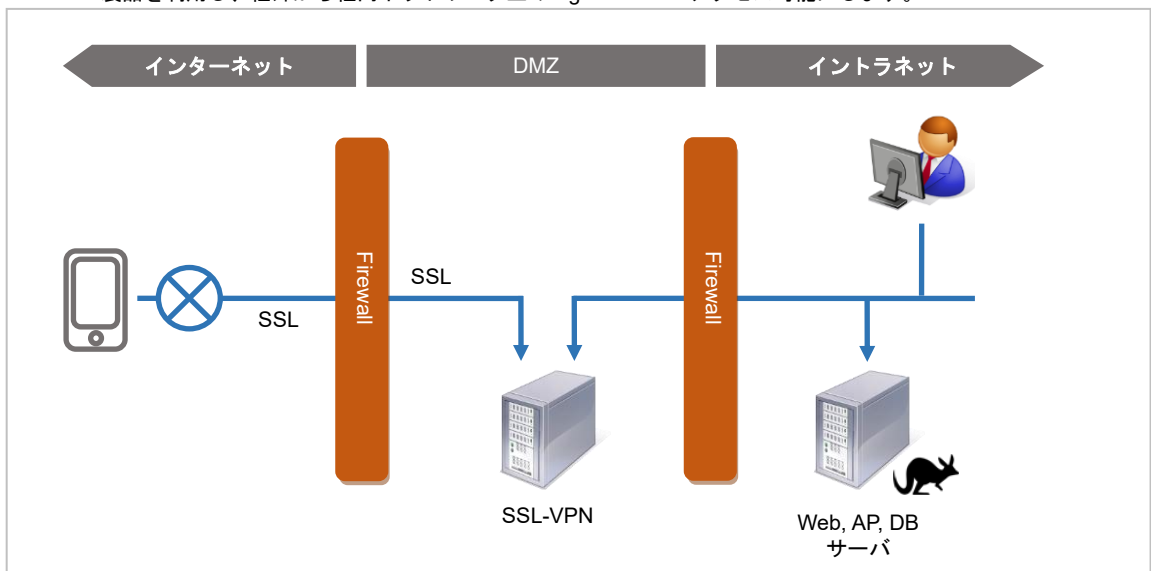 インターネット
DMZ
イントラネット
Firewall
Firewall
SSL
SSL
SSL-VPN
Web, AP, DB
サーバ